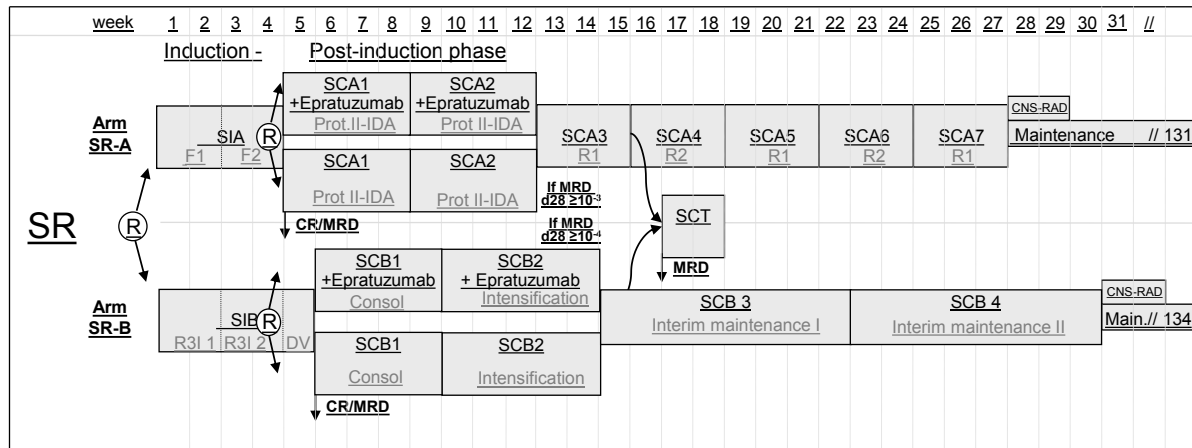 week 1 2 3 4 5 6 7 8 9 10 11 12 13 14 15 16 17 18 19 20 21 22 23 24 25 26 27 28 29 30 31 //
Induction - Post-induction phase
SCA1 SCA2
+Epratuzumab +Epratuzumab
Prot.II-IDA Prot II-IDA
CNS-RAD
Arm
SR-A
SIA
F1 F2
R
SCA3 SCA4 SCA5 SCA6 SCA7
R1 R2 R1 R2 R1
Maintenance // 131
SCA1 SCA2
Prot II-IDA Prot II-IDA
If MRD
d28 ≥10⁻³
SR
R
CR/MRD
If MRD
d28 ≥10⁻⁴
SCT
MRD
SCB1 SCB2
+Epratuzumab + Epratuzumab
Consol Intensification
CNS-RAD
Arm
SR-B
SIB
R
R3I 1 R3I 2 DV
SCB 3 SCB 4
Interim maintenance I Interim maintenance II
Main.// 134
SCB1 SCB2
Consol Intensification
CR/MRD